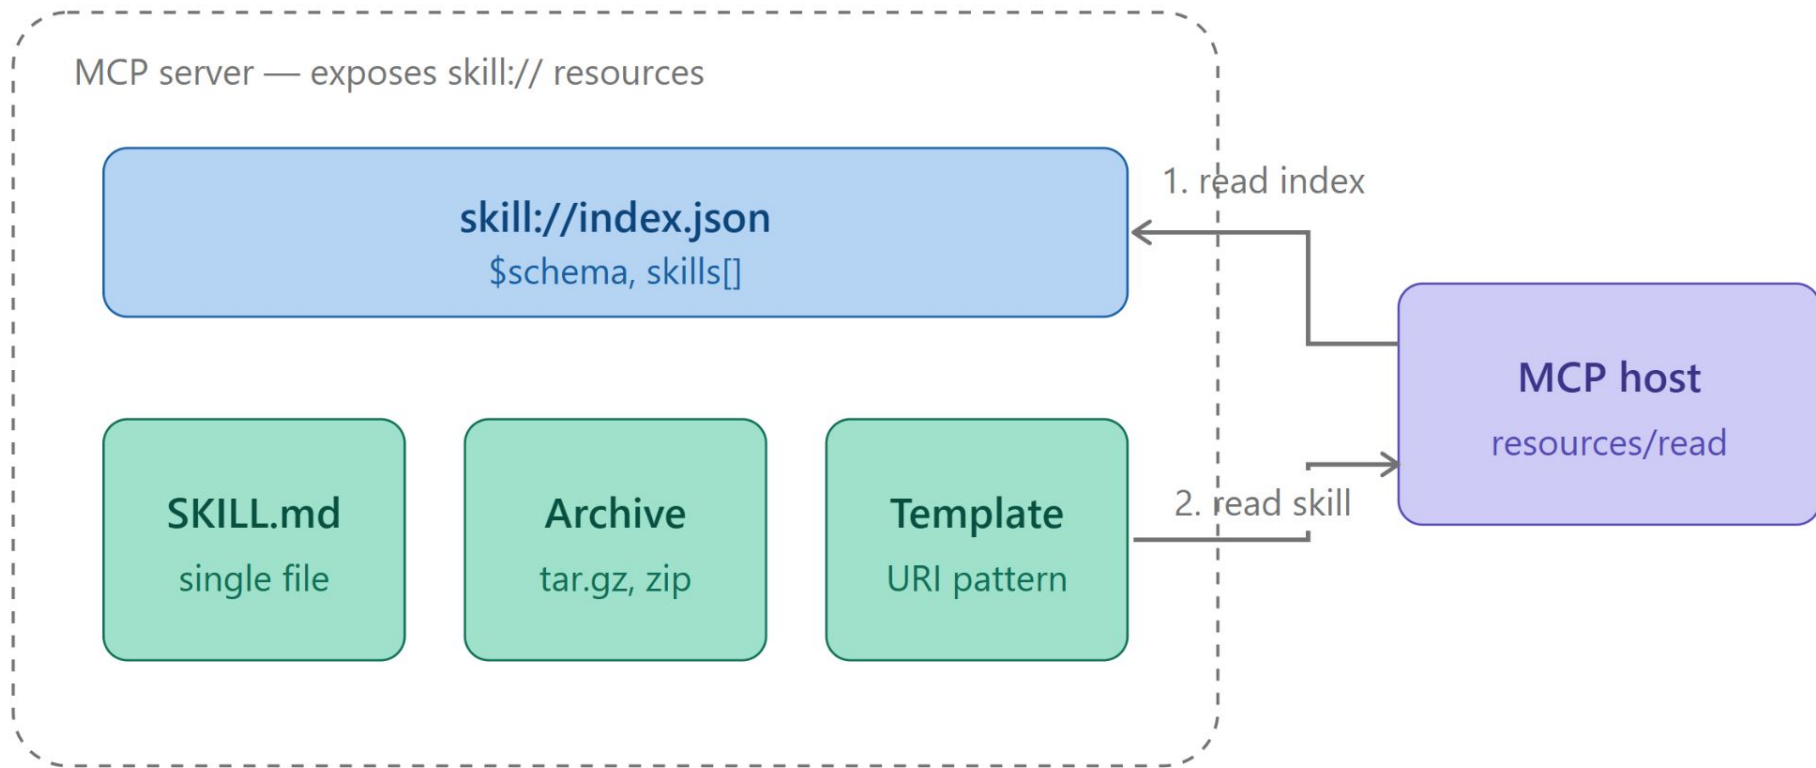 MCP server — exposes skill:// resources
skill://index.json
$schema, skills[]
1. read index
MCP host
resources/read
SKILL.md
single file
Archive
tar.gz, zip
Template
URI pattern
2. read skill